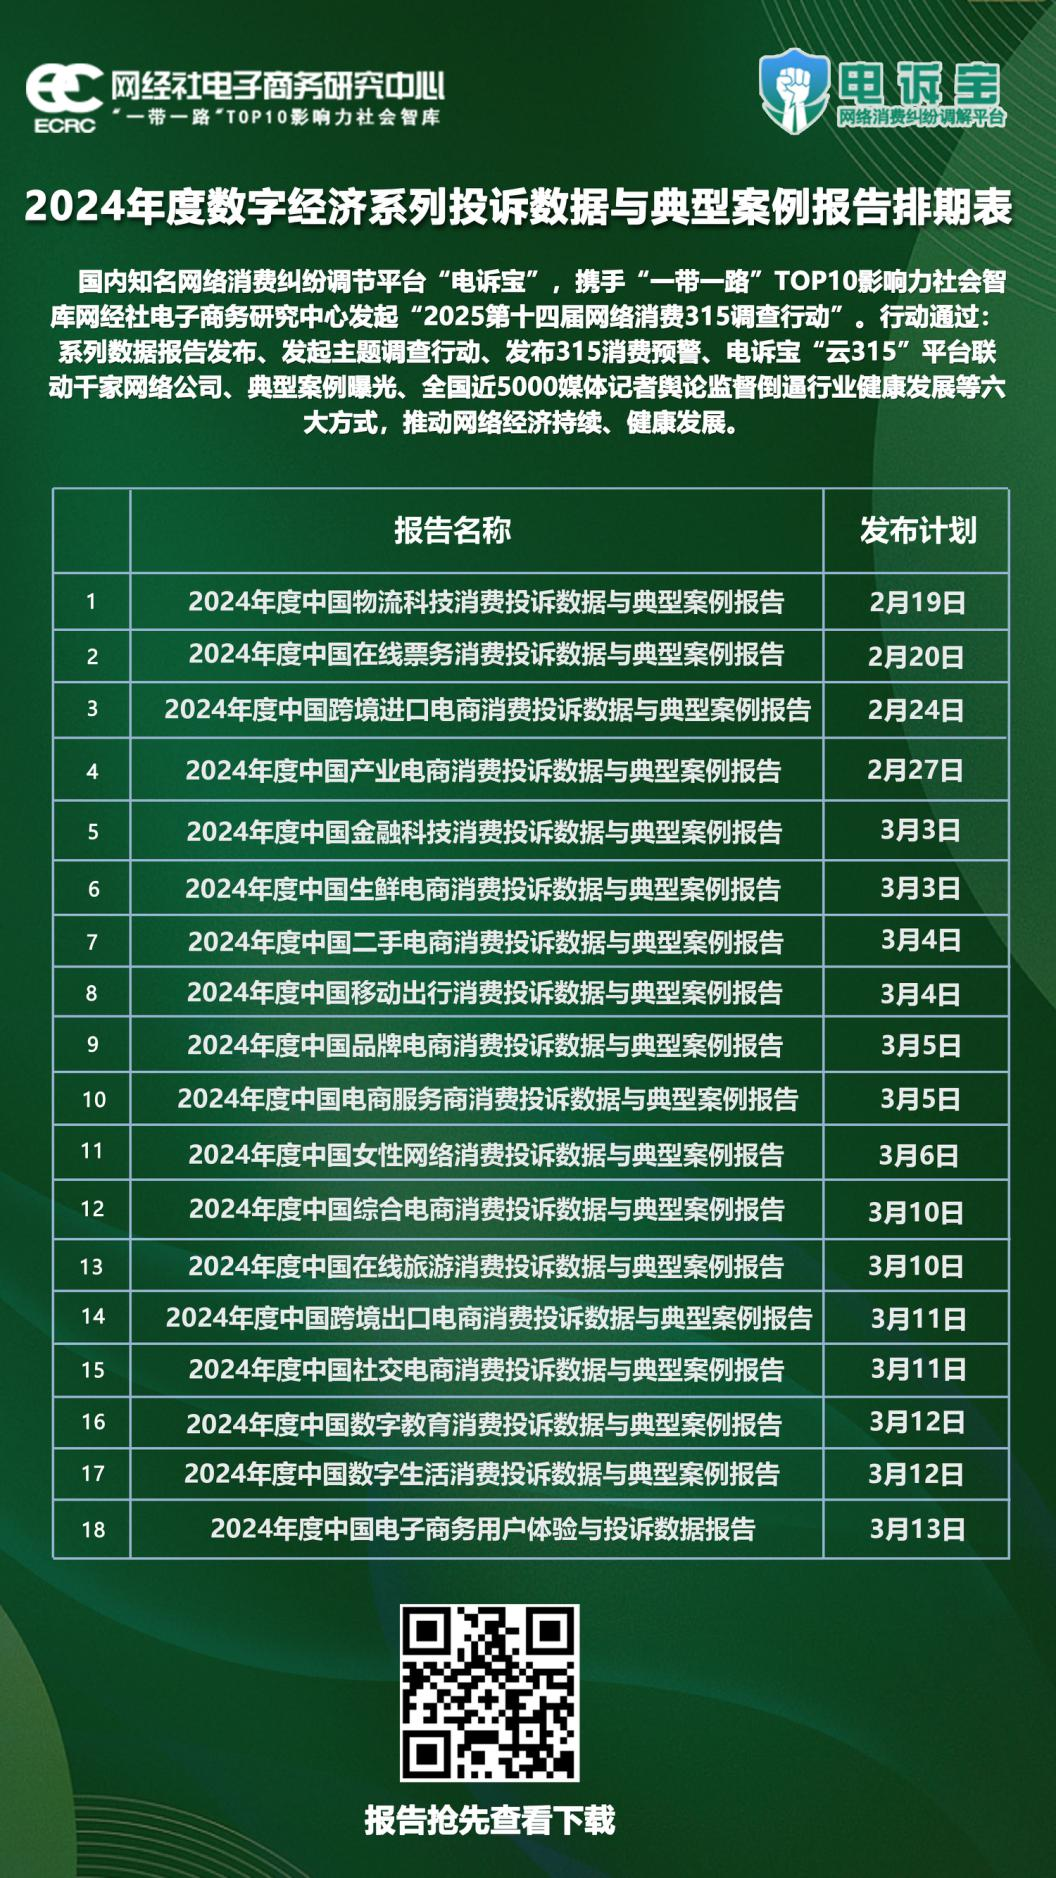 网经社电子商务研究中心
ECRC
“一带一路“TOP10影响力社会智库
电诉宝
网络消费纠纷调解平台
2024年度数字经济系列投诉数据与典型案例报告排期表
国内知名网络消费纠纷调节平台“电诉宝”，携手“一带一路”TOP10影响力社会智
库网经社电子商务研究中心发起“2025第十四届网络消费315调查行动”。行动通过：
系列数据报告发布、发起主题调查行动、发布315消费预警、电诉宝“云315”平台联
动千家网络公司、典型案例曝光、全国近5000媒体记者舆论监督倒逼行业健康发展等六
大方式，推动网络经济持续、健康发展。
报告名称 发布计划
1 2024年度中国物流科技消费投诉数据与典型案例报告 2月19日
2 2024年度中国在线票务消费投诉数据与典型案例报告 2月20日
3 2024年度中国跨境进口电商消费投诉数据与典型案例报告 2月24日
4 2024年度中国产业电商消费投诉数据与典型案例报告 2月27日
5 2024年度中国金融科技消费投诉数据与典型案例报告 3月3日
6 2024年度中国生鲜电商消费投诉数据与典型案例报告 3月3日
7 2024年度中国二手电商消费投诉数据与典型案例报告 3月4日
8 2024年度中国移动出行消费投诉数据与典型案例报告 3月4日
9 2024年度中国品牌电商消费投诉数据与典型案例报告 3月5日
10 2024年度中国电商服务商消费投诉数据与典型案例报告 3月5日
11 2024年度中国女性网络消费投诉数据与典型案例报告 3月6日
12 2024年度中国综合电商消费投诉数据与典型案例报告 3月10日
13 2024年度中国在线旅游消费投诉数据与典型案例报告 3月10日
14 2024年度中国跨境出口电商消费投诉数据与典型案例报告 3月11日
15 2024年度中国社交电商消费投诉数据与典型案例报告 3月11日
16 2024年度中国数字教育消费投诉数据与典型案例报告 3月12日
17 2024年度中国数字生活消费投诉数据与典型案例报告 3月12日
18 2024年度中国电子商务用户体验与投诉数据报告 3月13日
报告抢先查看下载